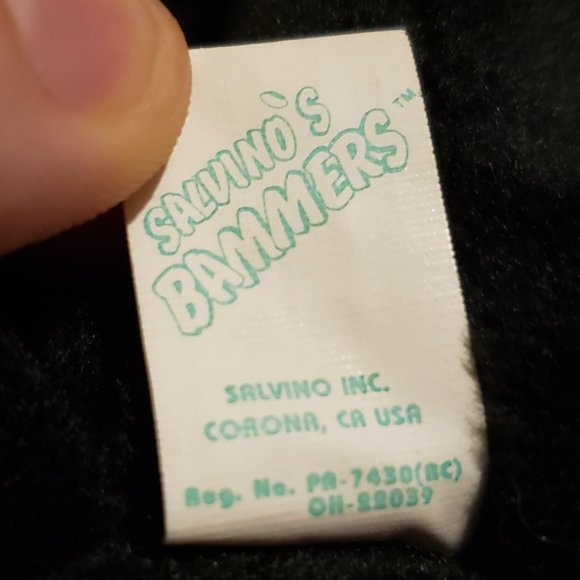 SALVINO'S
BAMMERS™
SALVINO INC.
CORONA, CA USA
Reg. No. PA-7430(RC)
OH-22039